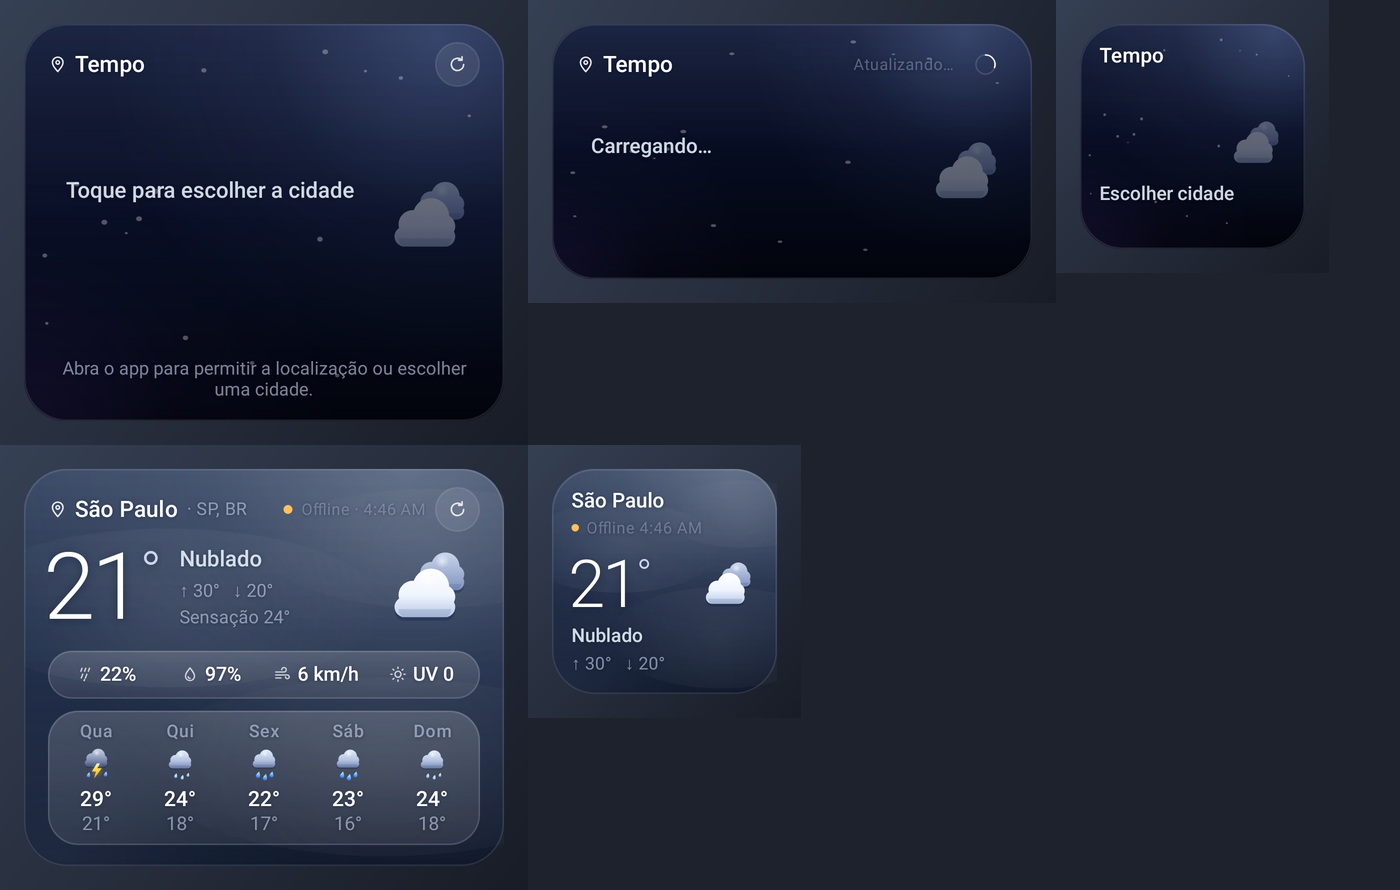 Tempo
Toque para escolher a cidade
Abra o app para permitir a localização ou escolher
uma cidade.
Tempo
Atualizando...
Carregando...
Tempo
Escolher cidade
São Paulo · SP, BR
Offline · 4:46 AM
21°
Nublado
↑ 30° ↓ 20°
Sensação 24°
22% 97% 6 km/h UV 0
Qua Qui Sex Sáb Dom
29° 24° 22° 23° 24°
21° 18° 17° 16° 18°
São Paulo
Offline 4:46 AM
21°
Nublado
↑ 30° ↓ 20°